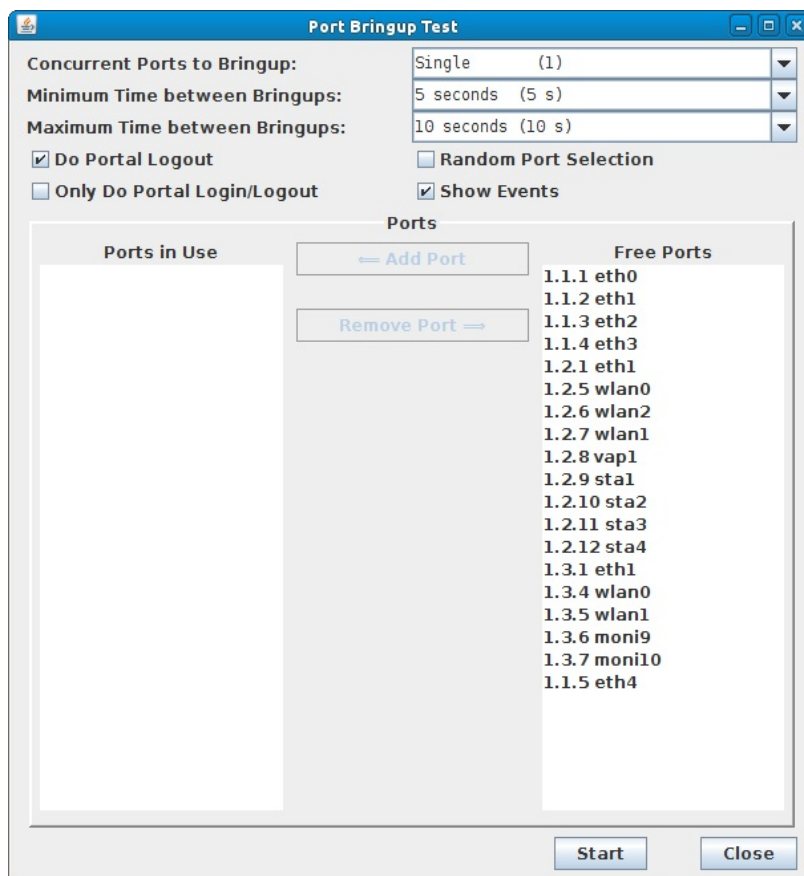 Port Bringup Test
Concurrent Ports to Bringup: Single (1)
Minimum Time between Bringups: 5 seconds (5 s)
Maximum Time between Bringups: 10 seconds (10 s)
Do Portal Logout Random Port Selection
Only Do Portal Login/Logout Show Events
Ports
Ports in Use
⟸ Add Port
Remove Port ⟹
Free Ports
1.1.1 eth0
1.1.2 eth1
1.1.3 eth2
1.1.4 eth3
1.2.1 eth1
1.2.5 wlan0
1.2.6 wlan2
1.2.7 wlan1
1.2.8 vap1
1.2.9 sta1
1.2.10 sta2
1.2.11 sta3
1.2.12 sta4
1.3.1 eth1
1.3.4 wlan0
1.3.5 wlan1
1.3.6 moni9
1.3.7 moni10
1.1.5 eth4
Start Close